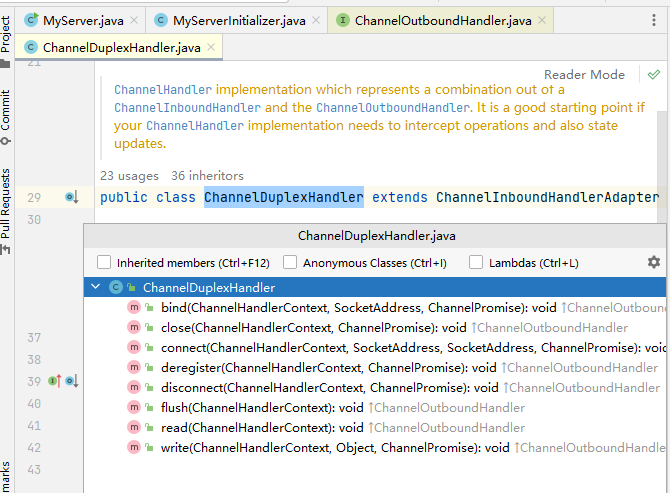 Project
Commit
Pull Requests
marks
MyServer.java
MyServerInitializer.java
ChannelOutboundHandler.java
ChannelDuplexHandler.java
21
Reader Mode
ChannelHandler implementation which represents a combination out of a
ChannelInboundHandler and the ChannelOutboundHandler. It is a good starting point if
your ChannelHandler implementation needs to intercept operations and also state
updates.
23 usages 36 inheritors
29 public class ChannelDuplexHandler extends ChannelInboundHandlerAdapter
30
ChannelDuplexHandler.java
Inherited members (Ctrl+F12) Anonymous Classes (Ctrl+I) Lambdas (Ctrl+L)
ChannelDuplexHandler
bind(ChannelHandlerContext, SocketAddress, ChannelPromise): void ↑ChannelOutboun
close(ChannelHandlerContext, ChannelPromise): void ↑ChannelOutboundHandler
37
connect(ChannelHandlerContext, SocketAddress, SocketAddress, ChannelPromise): void
38
deregister(ChannelHandlerContext, ChannelPromise): void ↑ChannelOutboundHandler
39
disconnect(ChannelHandlerContext, ChannelPromise): void ↑ChannelOutboundHandler
40
flush(ChannelHandlerContext): void ↑ChannelOutboundHandler
41
read(ChannelHandlerContext): void ↑ChannelOutboundHandler
42
write(ChannelHandlerContext, Object, ChannelPromise): void ↑ChannelOutboundHandler
43